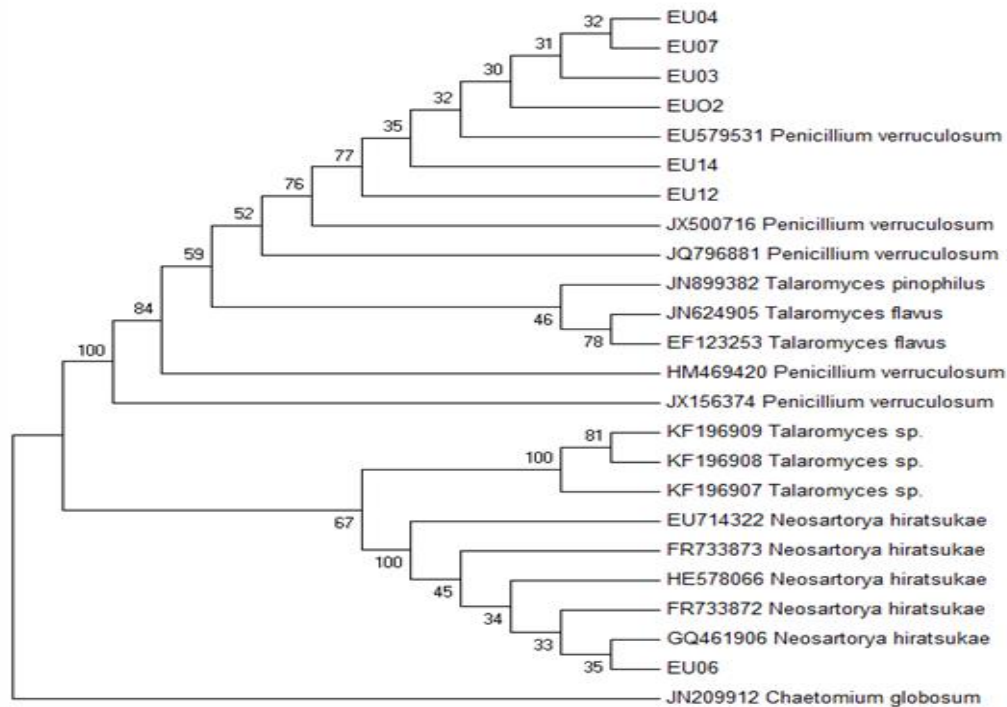 EU04
32
EU07
31
EU03
30
EUO2
32
EU579531 Penicillium verruculosum
35
EU14
77
EU12
76
JX500716 Penicillium verruculosum
52
JQ796881 Penicillium verruculosum
59
JN899382 Talaromyces pinophilus
46
JN624905 Talaromyces flavus
78
EF123253 Talaromyces flavus
84
HM469420 Penicillium verruculosum
100
JX156374 Penicillium verruculosum
KF196909 Talaromyces sp.
81
KF196908 Talaromyces sp.
100
KF196907 Talaromyces sp.
67
EU714322 Neosartorya hiratsukae
100
FR733873 Neosartorya hiratsukae
45
HE578066 Neosartorya hiratsukae
34
FR733872 Neosartorya hiratsukae
33
GQ461906 Neosartorya hiratsukae
35
EU06
JN209912 Chaetomium globosum